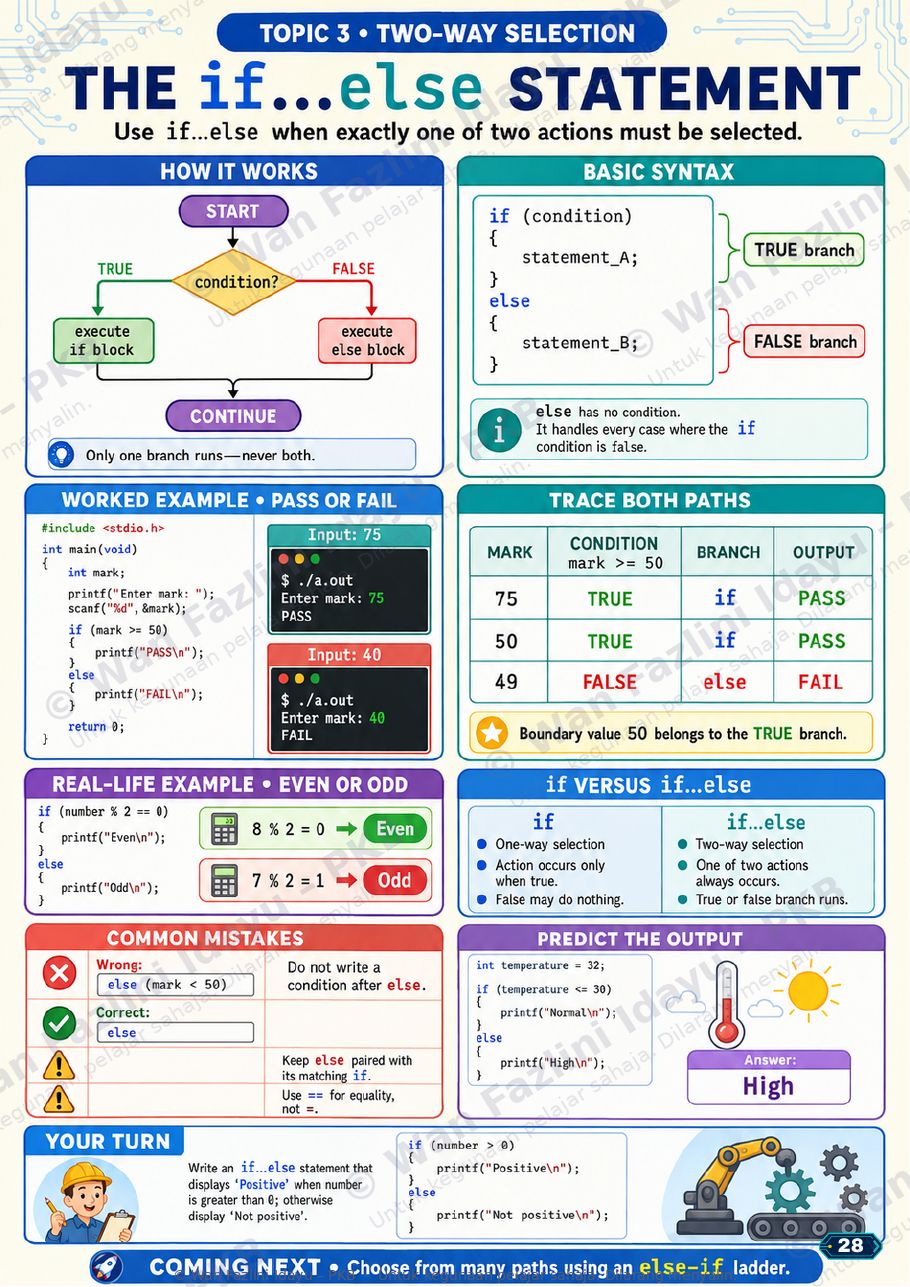 TOPIC 3 • TWO-WAY SELECTION
THE if...else STATEMENT
Use if...else when exactly one of two actions must be selected.
HOW IT WORKS
START
condition?
TRUE
FALSE
execute
if block
execute
else block
CONTINUE
Only one branch runs—never both.
BASIC SYNTAX
if (condition)
{
statement_A;
}
else
{
statement_B;
}
TRUE branch
FALSE branch
i
else has no condition.
It handles every case where the if
condition is false.
WORKED EXAMPLE • PASS OR FAIL
#include <stdio.h>
int main(void)
{
int mark;
printf("Enter mark: ");
scanf("%d", &mark);
if (mark >= 50)
{
printf("PASS\n");
}
else
{
printf("FAIL\n");
}
return 0;
}
Input: 75
$ ./a.out
Enter mark: 75
PASS
Input: 40
$ ./a.out
Enter mark: 40
FAIL
TRACE BOTH PATHS
MARK CONDITION mark >= 50 BRANCH OUTPUT
75 TRUE if PASS
50 TRUE if PASS
49 FALSE else FAIL
Boundary value 50 belongs to the TRUE branch.
REAL-LIFE EXAMPLE • EVEN OR ODD
if (number % 2 == 0)
{
printf("Even\n");
}
else
{
printf("Odd\n");
}
8 % 2 = 0 Even
7 % 2 = 1 Odd
if VERSUS if...else
if
One-way selection
Action occurs only
when true.
False may do nothing.
if...else
Two-way selection
One of two actions
always occurs.
True or false branch runs.
COMMON MISTAKES
Wrong:
else (mark < 50)
Do not write a
condition after else.
Correct:
else
Keep else paired with
its matching if.
Use == for equality,
not =.
PREDICT THE OUTPUT
int temperature = 32;
if (temperature <= 30)
{
printf("Normal\n");
}
else
{
printf("High\n");
}
Answer:
High
YOUR TURN
Write an if...else statement that
displays 'Positive' when number
is greater than 0; otherwise
display 'Not positive'.
if (number > 0)
{
printf("Positive\n");
}
else
{
printf("Not positive\n");
}
28
COMING NEXT • Choose from many paths using an else-if ladder.
© Wan Fazlini Idayu - PKB
Untuk kegunaan pelajar sahaja. Dilarang menyalin.